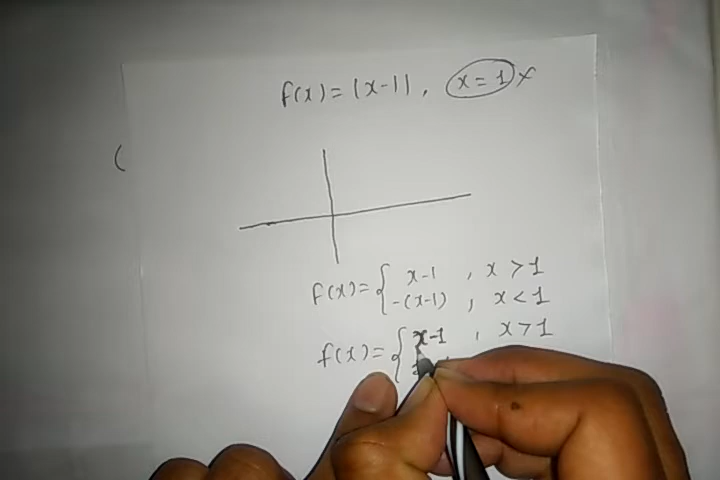 f(x) = |x-1|, x = 1 x
(
f(x) = { x-1 , x > 1
-(x-1) , x < 1
f(x) = { x-1 , x > 1